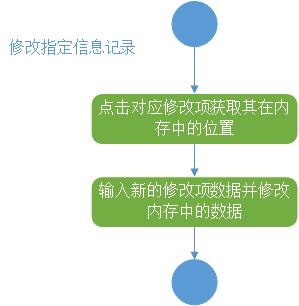 修改指定信息记录
点击对应修改项获取其在内
存中的位置
输入新的修改项数据并修改
内存中的数据